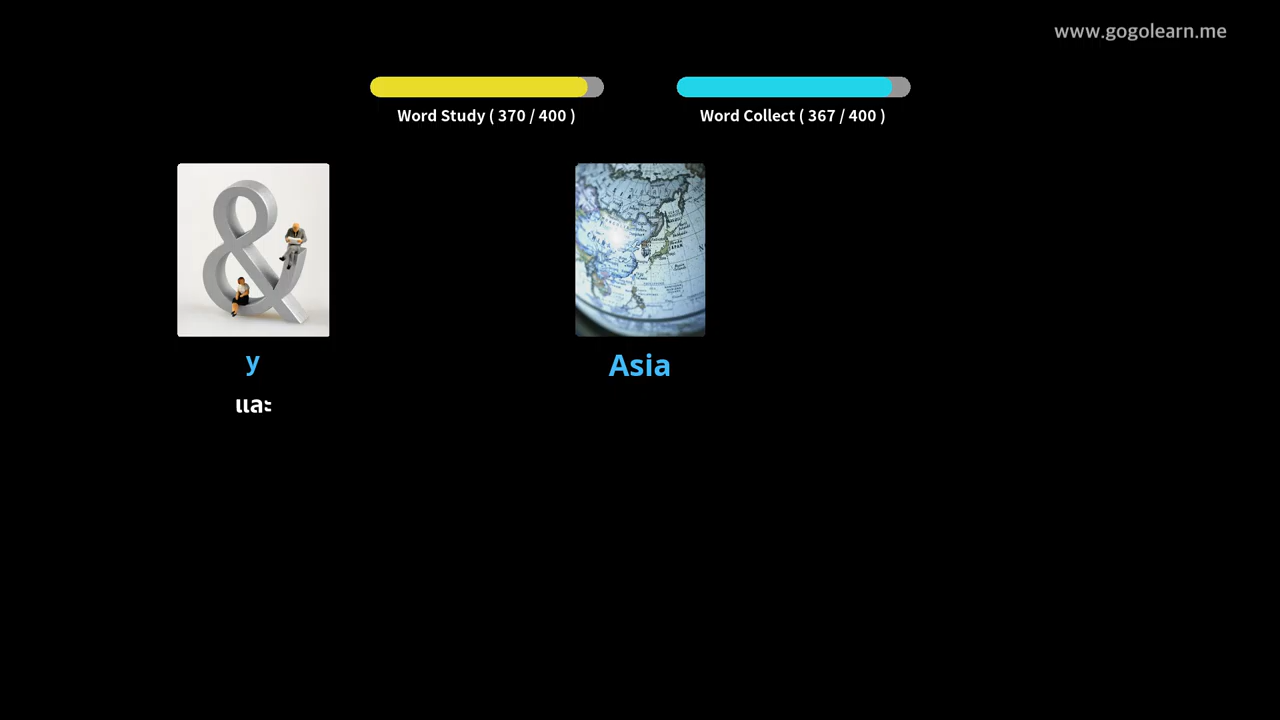 www.gogolearn.me
Word Study ( 370 / 400 )
Word Collect ( 367 / 400 )
&
y
และ
Asia